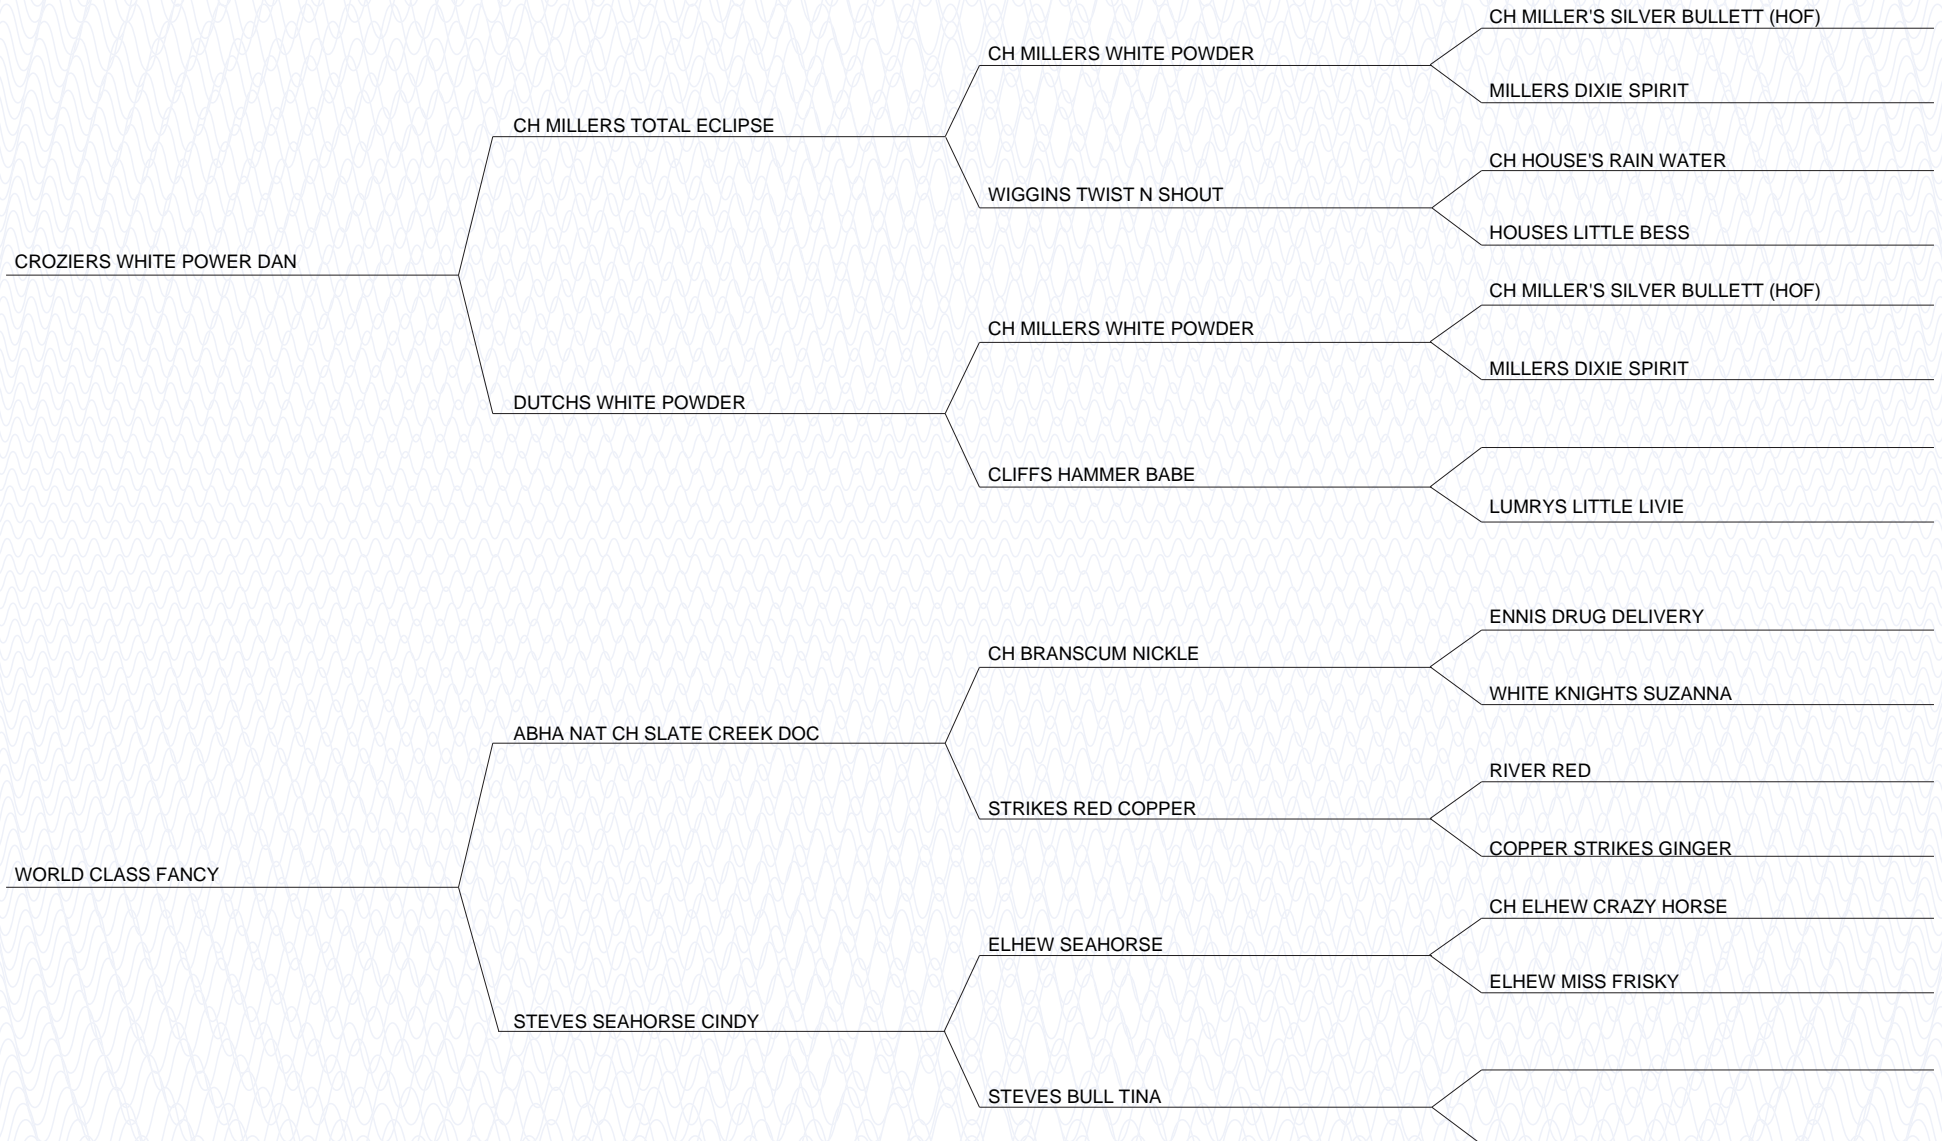 CH MILLER'S SILVER BULLETT (HOF)
CH MILLERS WHITE POWDER
MILLERS DIXIE SPIRIT
CH MILLERS TOTAL ECLIPSE
CH HOUSE'S RAIN WATER
WIGGINS TWIST N SHOUT
HOUSES LITTLE BESS
CROZIERS WHITE POWER DAN
CH MILLER'S SILVER BULLETT (HOF)
CH MILLERS WHITE POWDER
MILLERS DIXIE SPIRIT
DUTCHS WHITE POWDER
CLIFFS HAMMER BABE
LUMRYS LITTLE LIVIE
ENNIS DRUG DELIVERY
CH BRANSCUM NICKLE
WHITE KNIGHTS SUZANNA
ABHA NAT CH SLATE CREEK DOC
RIVER RED
STRIKES RED COPPER
COPPER STRIKES GINGER
WORLD CLASS FANCY
CH ELHEW CRAZY HORSE
ELHEW SEAHORSE
ELHEW MISS FRISKY
STEVES SEAHORSE CINDY
STEVES BULL TINA